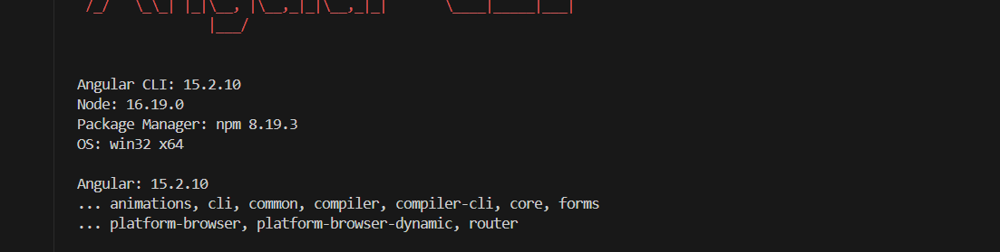 Angular CLI: 15.2.10
Node: 16.19.0
Package Manager: npm 8.19.3
OS: win32 x64
Angular: 15.2.10
... animations, cli, common, compiler, compiler-cli, core, forms
... platform-browser, platform-browser-dynamic, router